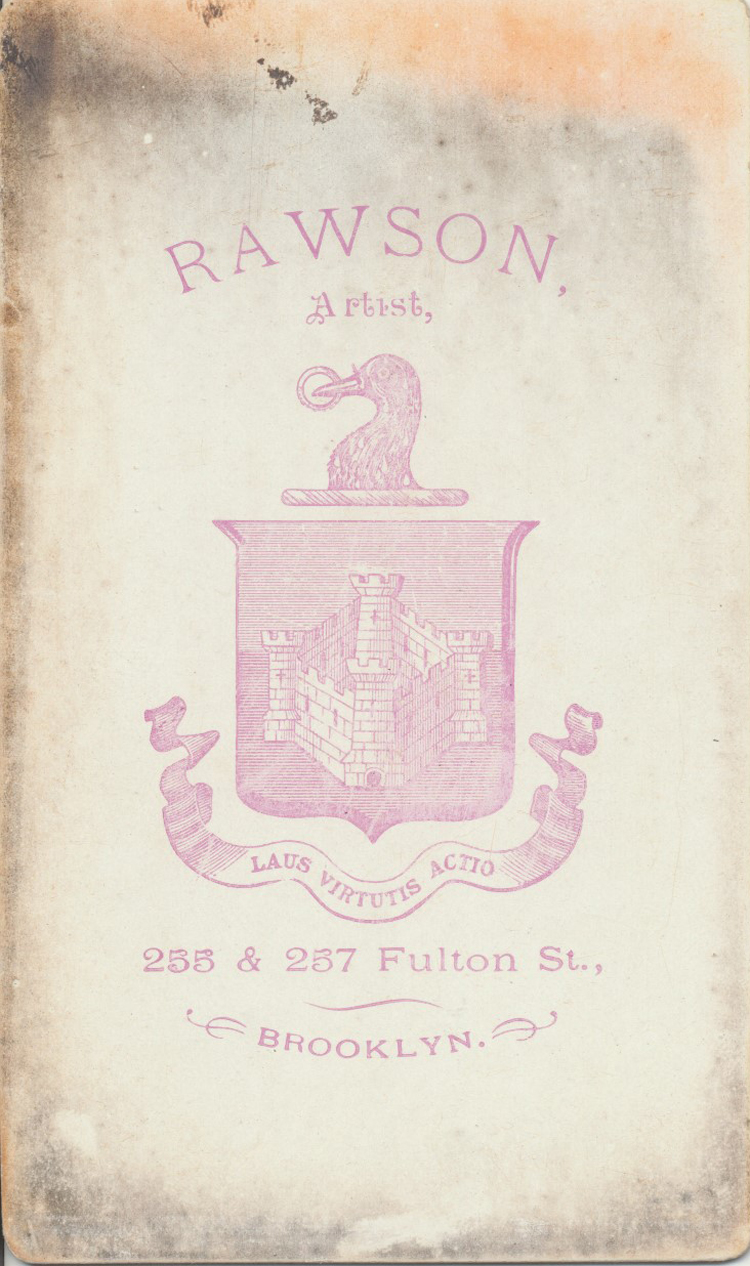 RAWSON,
Artist,
LAUS VIRTUTIS ACTIO
255 & 257 Fulton St.,
BROOKLYN.